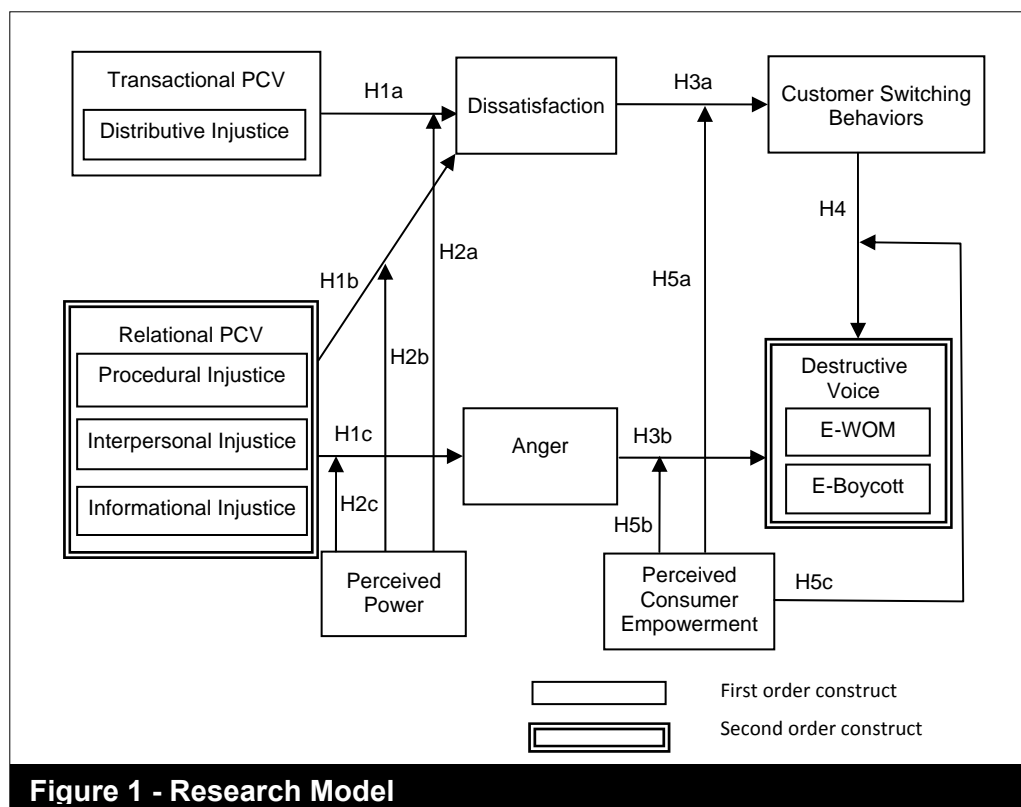 Transactional PCV
Distributive Injustice
H1a
Dissatisfaction
H3a
Customer Switching
Behaviors
H4
H2a
H1b
H5a
Relational PCV
Procedural Injustice
Interpersonal Injustice
Informational Injustice
H2b
H1c
H2c
Anger
H3b
H5b
Destructive
Voice
E-WOM
E-Boycott
Perceived
Power
Perceived
Consumer
Empowerment
H5c
First order construct
Second order construct
Figure 1 - Research Model